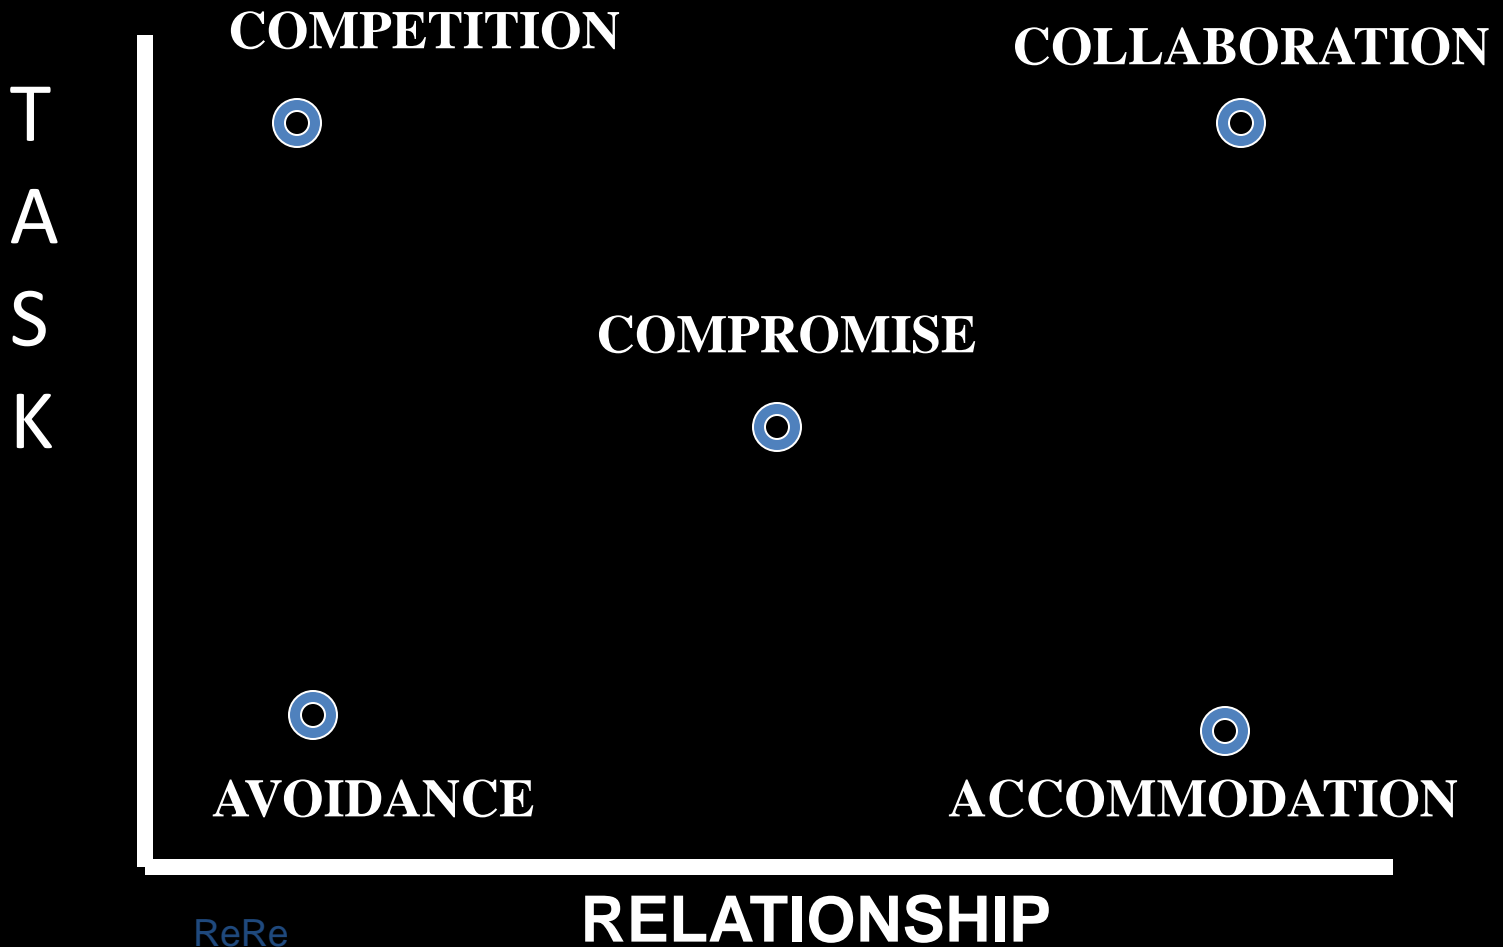 COMPETITION
COLLABORATION
T
A
S
K
COMPROMISE
AVOIDANCE
ACCOMMODATION
RELATIONSHIP
ReRe